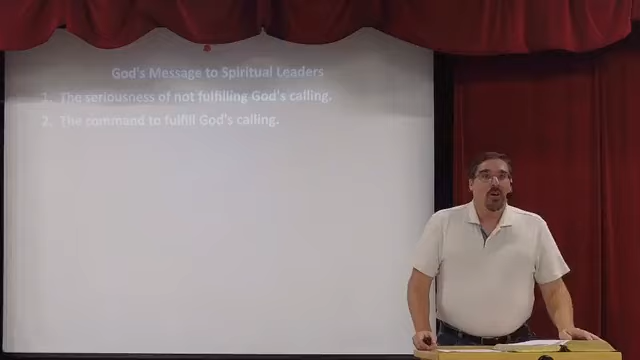 God's Message to Spiritual Leaders
1. The seriousness of not fulfilling God's calling.
2. The command to fulfill God's calling.